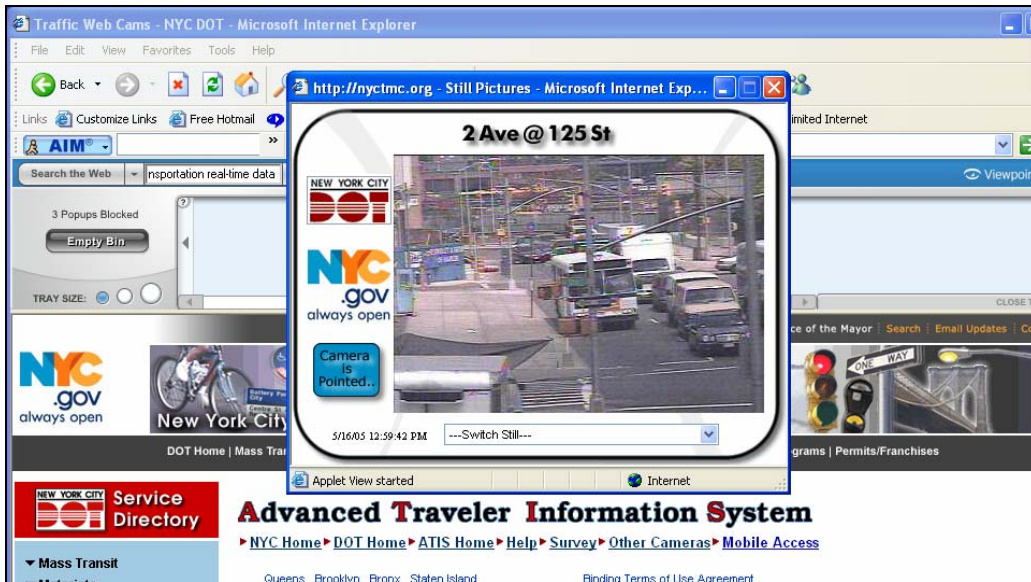 Traffic Web Cams - NYC DOT - Microsoft Internet Explorer
File Edit View Favorites Tools Help
Back
Links Customize Links Free Hotmail
imited Internet
AIM® »
Search the Web nsportation real-time data
Viewpoin
3 Popups Blocked
Empty Bin
TRAY SIZE:
CLOSE T
http://nyctmc.org - Still Pictures - Microsoft Internet Exp...
2 Ave @ 125 St
NEW YORK CITY
DOT
NYC
.gov
always open
Camera
is
Pointed..
5/16/05 12:59:42 PM ---Switch Still---
Applet View started Internet
ce of the Mayor Search Email Updates Co
NYC
.gov
always open
New York City
ONE WAY
DOT Home | Mass Tra
grams | Permits/Franchises
NEW YORK CITY
DOT
Service
Directory
Advanced Traveler Information System
NYC Home DOT Home ATIS Home Help Survey Other Cameras Mobile Access
Mass Transit
Queens Brooklyn Bronx Staten Island Binding Terms of Use Agreement